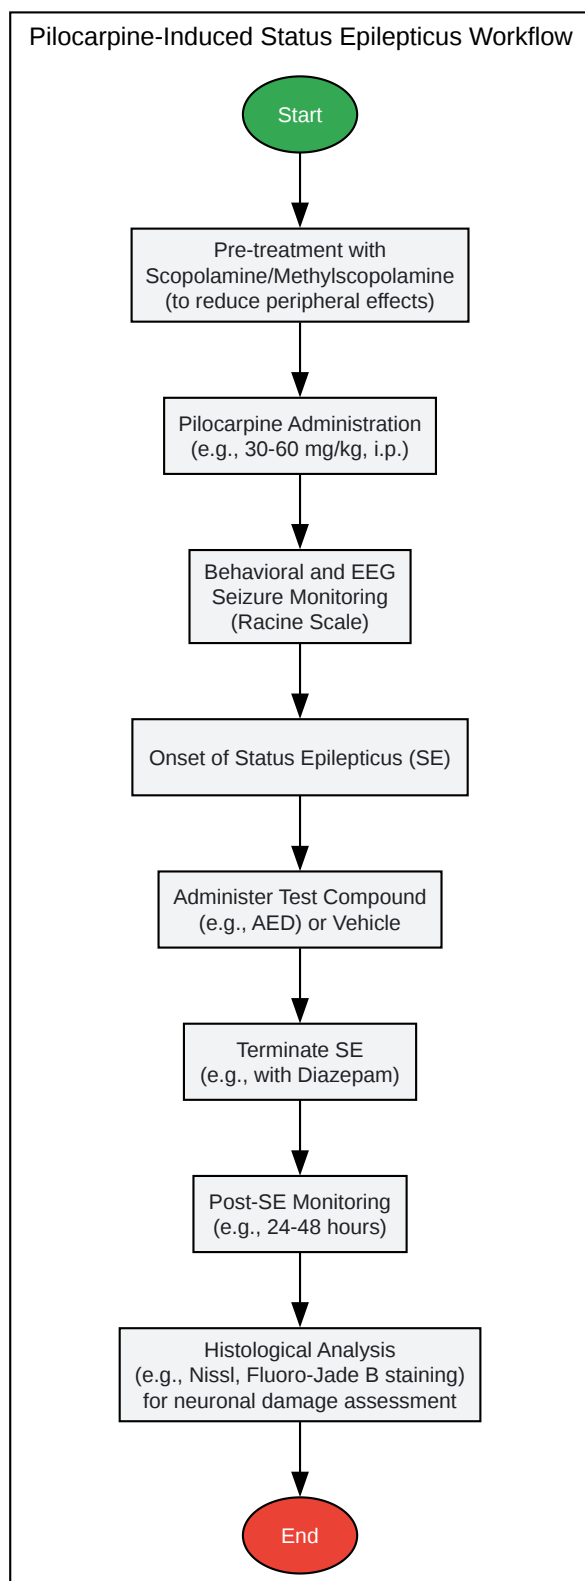 Pilocarpine-Induced Status Epilepticus Workflow
Start
Pre-treatment with
Scopolamine/Methylscopolamine
(to reduce peripheral effects)
Pilocarpine Administration
(e.g., 30-60 mg/kg, i.p.)
Behavioral and EEG
Seizure Monitoring
(Racine Scale)
Onset of Status Epilepticus (SE)
Administer Test Compound
(e.g., AED) or Vehicle
Terminate SE
(e.g., with Diazepam)
Post-SE Monitoring
(e.g., 24-48 hours)
Histological Analysis
(e.g., Nissl, Fluoro-Jade B staining)
for neuronal damage assessment
End